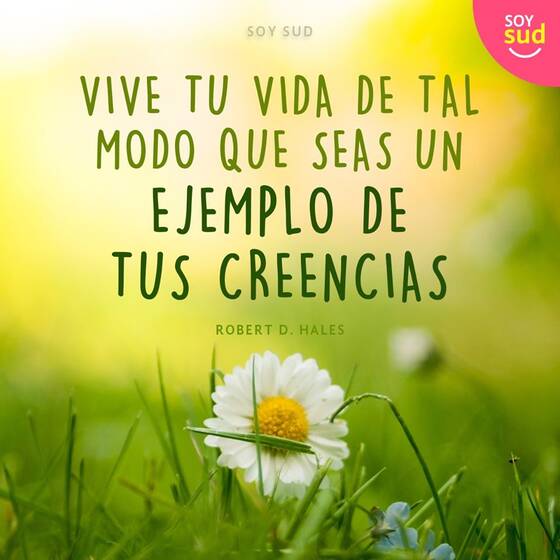 SOY SUD
SOY
sud
VIVE TU VIDA DE TAL
MODO QUE SEAS UN
EJEMPLO DE
TUS CREENCIAS
ROBERT D. HALES